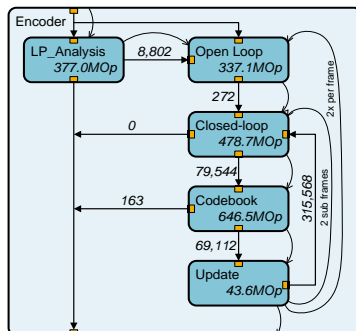 Encoder
LP_Analysis
377.0MOp
8,802
Open Loop
337.1MOp
272
0
Closed-loop
478.7MOp
79,544
163
Codebook
646.5MOp
69,112
Update
43.6MOp
315,568
2 sub frames
2x per frame